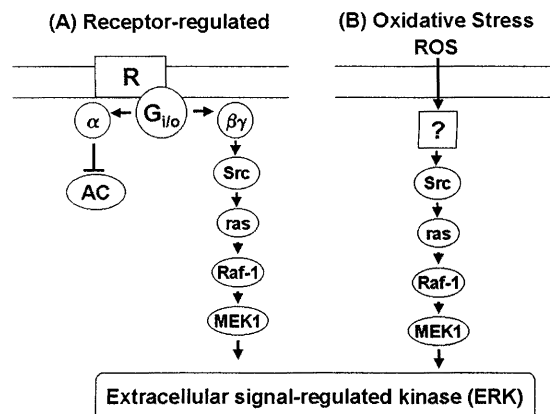 (A) Receptor-regulated
(B) Oxidative Stress
ROS
R
G i/o
α
βγ
?
AC
Src
Src
ras
ras
Raf-1
Raf-1
MEK1
MEK1
Extracellular signal-regulated kinase (ERK)